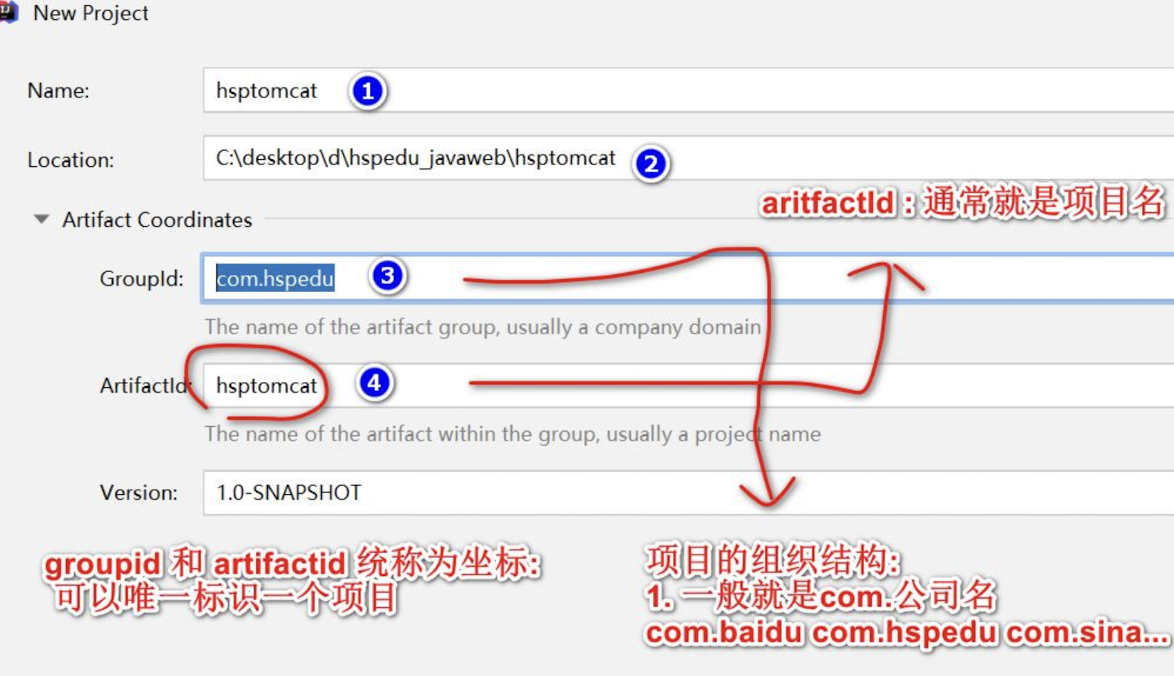 New Project
Name: hsptomcat 1
Location: C:\desktop\d\hspedu_javaweb\hsptomcat 2
aritfactId : 通常就是项目名
Artifact Coordinates
GroupId: com.hspedu 3
The name of the artifact group, usually a company domain
ArtifactId: hsptomcat 4
The name of the artifact within the group, usually a project name
Version: 1.0-SNAPSHOT
groupid 和 artifactid 统称为坐标:
可以唯一标识一个项目
项目的组织结构:
1. 一般就是com.公司名
com.baidu com.hspedu com.sina...